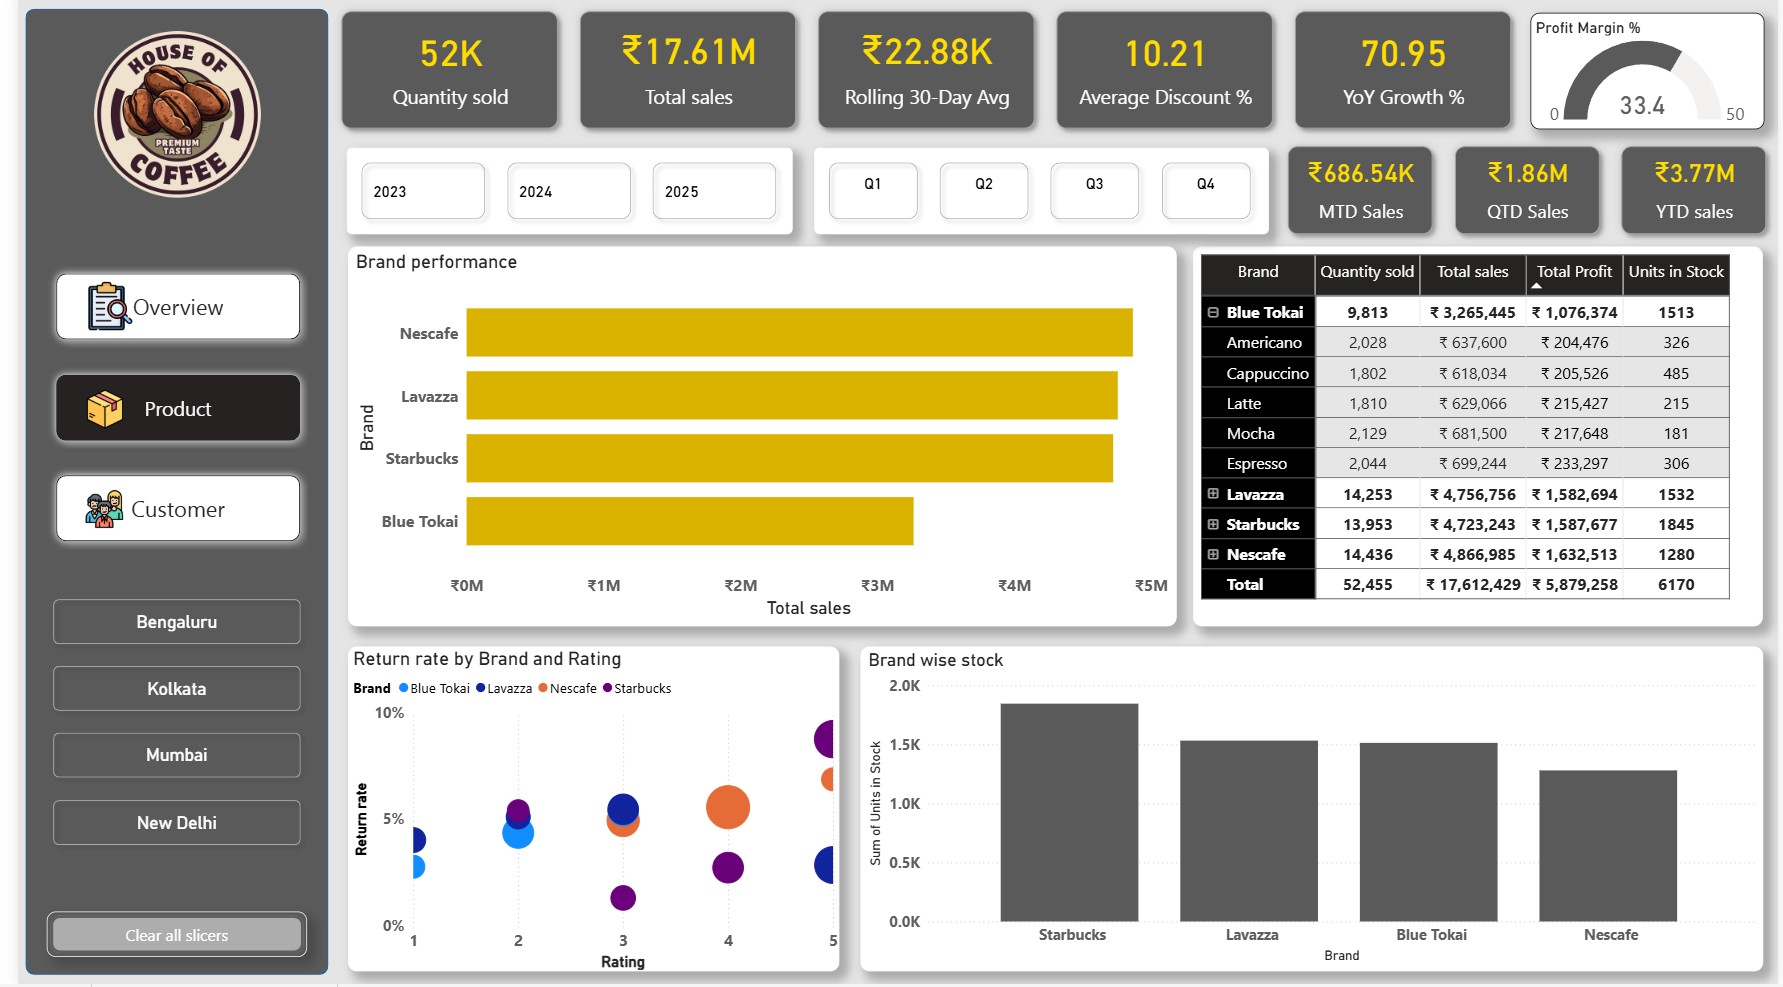 HOUSE OF
PREMIUM
TASTE
COFFEE
Overview
Product
Customer
Bengaluru
Kolkata
Mumbai
New Delhi
Clear all slicers
52K
Quantity sold
₹17.61M
Total sales
₹22.88K
Rolling 30-Day Avg
10.21
Average Discount %
70.95
YoY Growth %
Profit Margin %
0 33.4 50
2023 2024 2025
Q1 Q2 Q3 Q4
₹686.54K
MTD Sales
₹1.86M
QTD Sales
₹3.77M
YTD sales
Brand performance
Brand
Nescafe
Lavazza
Starbucks
Blue Tokai
₹0M ₹1M ₹2M ₹3M ₹4M ₹5M
Total sales
Brand Quantity sold Total sales Total Profit Units in Stock
Blue Tokai 9,813 ₹ 3,265,445 ₹ 1,076,374 1513
Americano 2,028 ₹ 637,600 ₹ 204,476 326
Cappuccino 1,802 ₹ 618,034 ₹ 205,526 485
Latte 1,810 ₹ 629,066 ₹ 215,427 215
Mocha 2,129 ₹ 681,500 ₹ 217,648 181
Espresso 2,044 ₹ 699,244 ₹ 233,297 306
Lavazza 14,253 ₹ 4,756,756 ₹ 1,582,694 1532
Starbucks 13,953 ₹ 4,723,243 ₹ 1,587,677 1845
Nescafe 14,436 ₹ 4,866,985 ₹ 1,632,513 1280
Total 52,455 ₹ 17,612,429 ₹ 5,879,258 6170
Return rate by Brand and Rating
Brand Blue Tokai Lavazza Nescafe Starbucks
Return rate
10%
5%
0%
1 2 3 4 5
Rating
Brand wise stock
Sum of Units in Stock
2.0K
1.5K
1.0K
0.5K
0.0K
Starbucks Lavazza Blue Tokai Nescafe
Brand